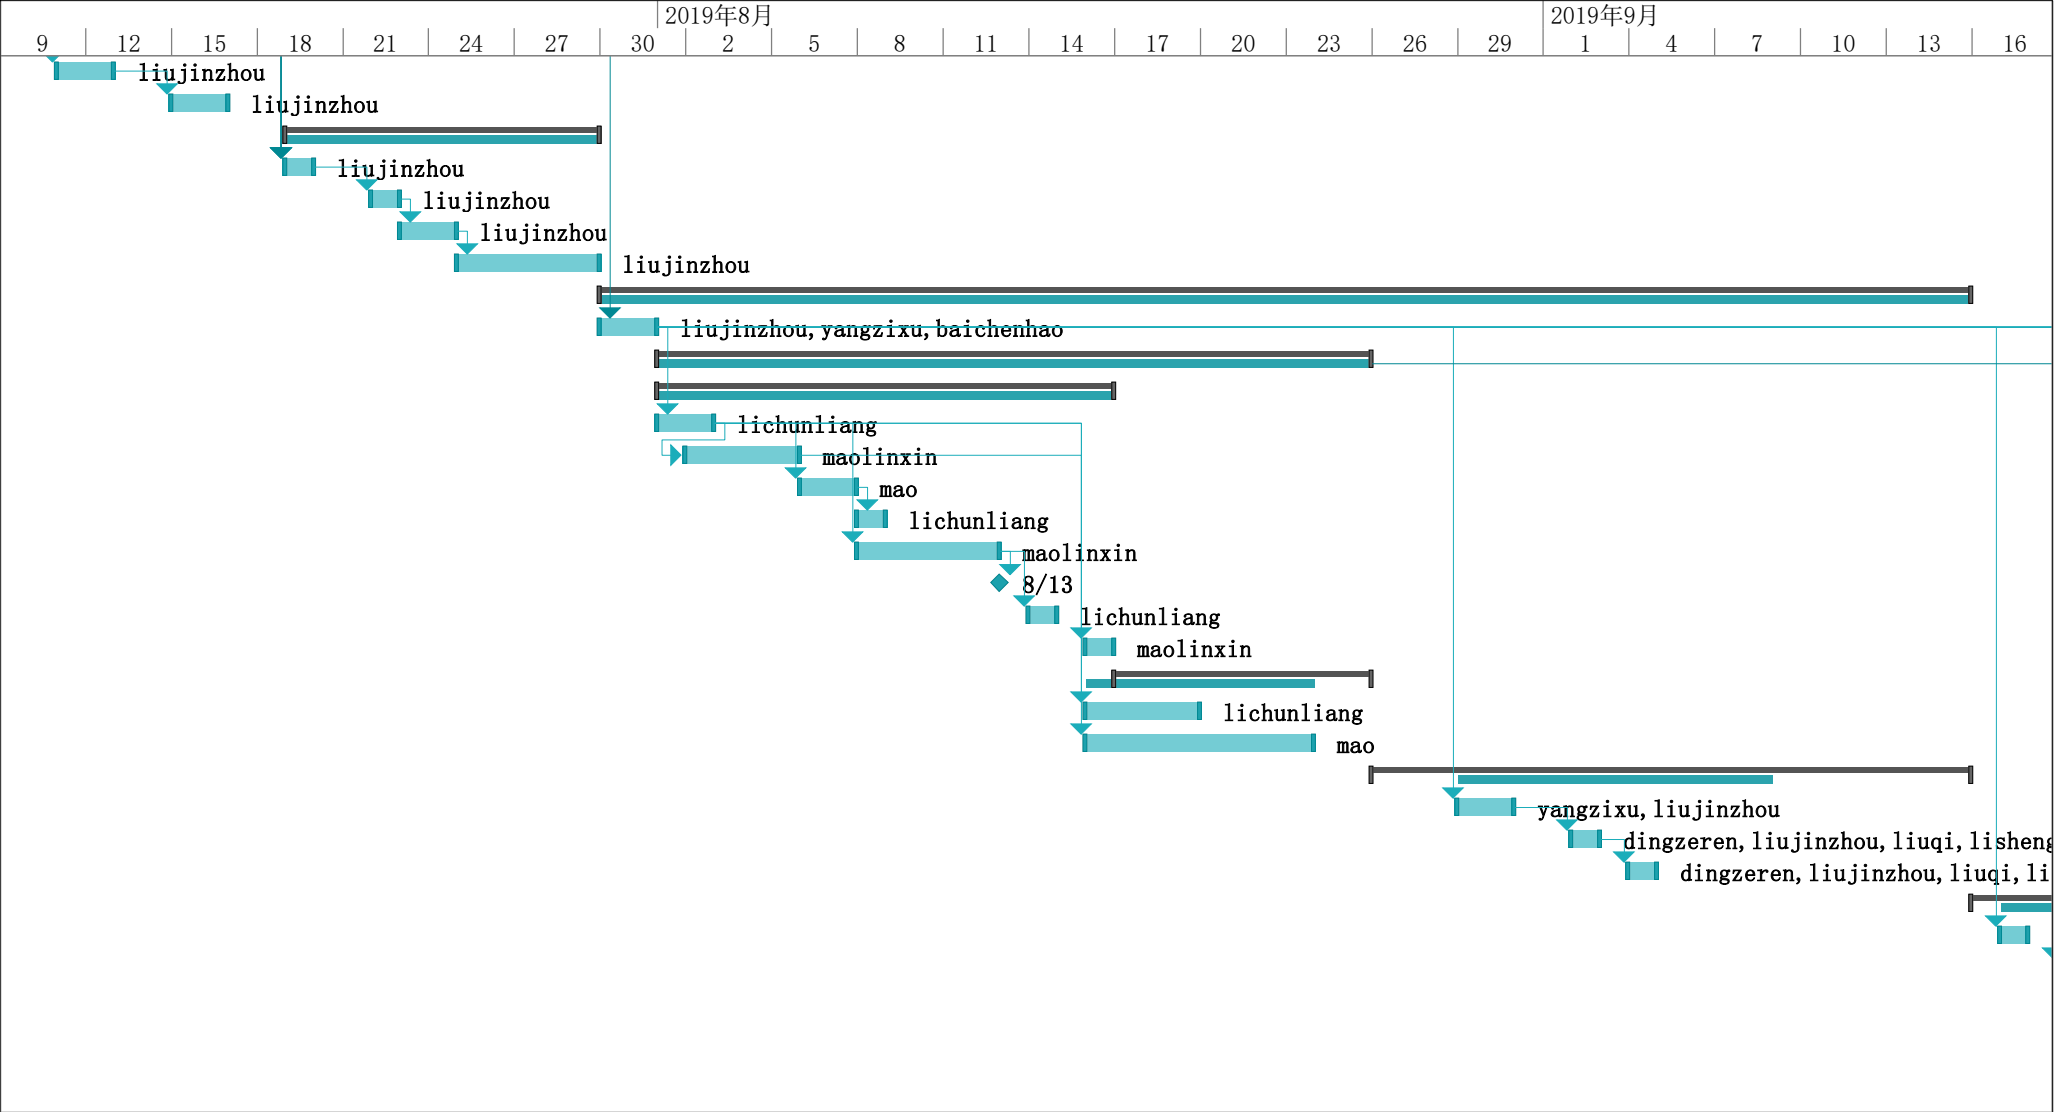 2019年8月 2019年9月
9 12 15 18 21 24 27 30 2 5 8 11 14 17 20 23 26 29 1 4 7 10 13 16
liujinzhou
liujinzhou
liujinzhou
liujinzhou
liujinzhou
liujinzhou
liujinzhou,yangzixu,baichenhao
lichunliang
maolinxin
mao
lichunliang
maolinxin
8/13
lichunliang
maolinxin
lichunliang
mao
yangzixu,liujinzhou
dingzeren,liujinzhou,liuqi,lisheng
dingzeren,liujinzhou,liuqi,li